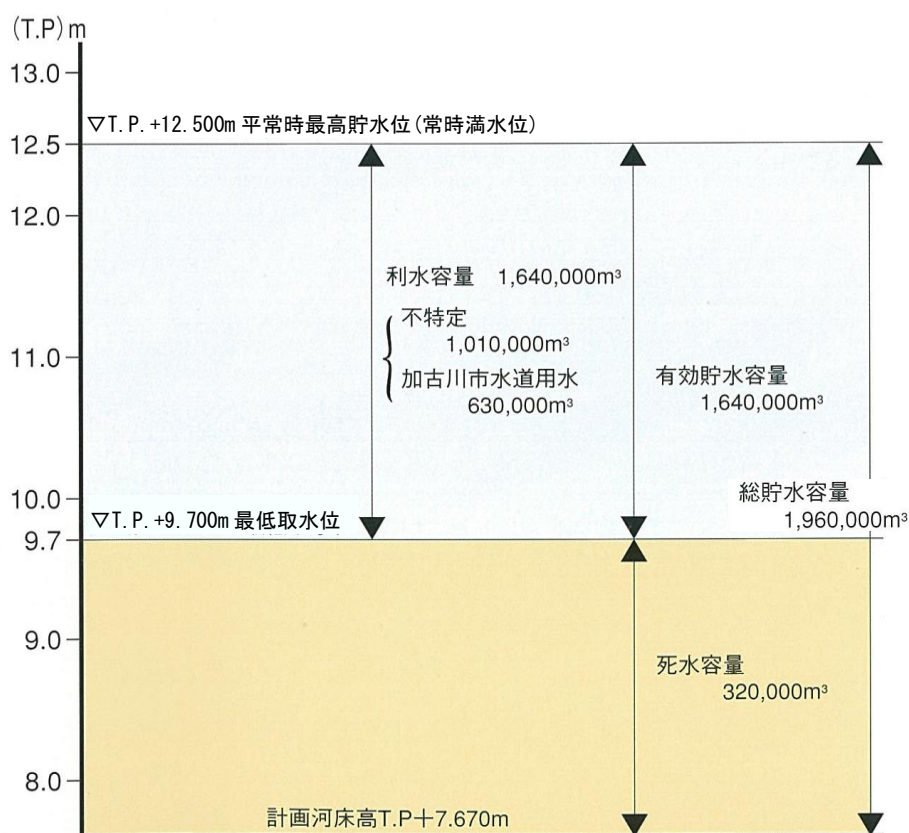 (T.P)m
13.0
▽T.P.+12.500m 平常時最高貯水位(常時満水位)
12.5
12.0
利水容量 1,640,000m³
不特定
1,010,000m³
11.0
加古川市水道用水
630,000m³
有効貯水容量
1,640,000m³
総貯水容量
1,960,000m³
10.0
▽T.P.+9.700m 最低取水位
9.7
9.0
死水容量
320,000m³
8.0
計画河床高T.P+7.670m